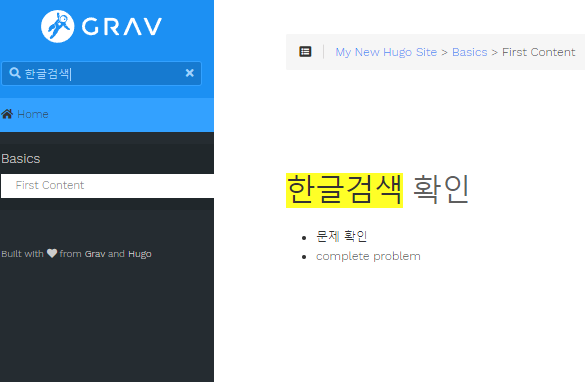 GRAV
한글검색
Home
Basics
First Content
Built with from Grav and Hugo
My New Hugo Site > Basics > First Content
한글검색 확인
문제 확인
complete problem